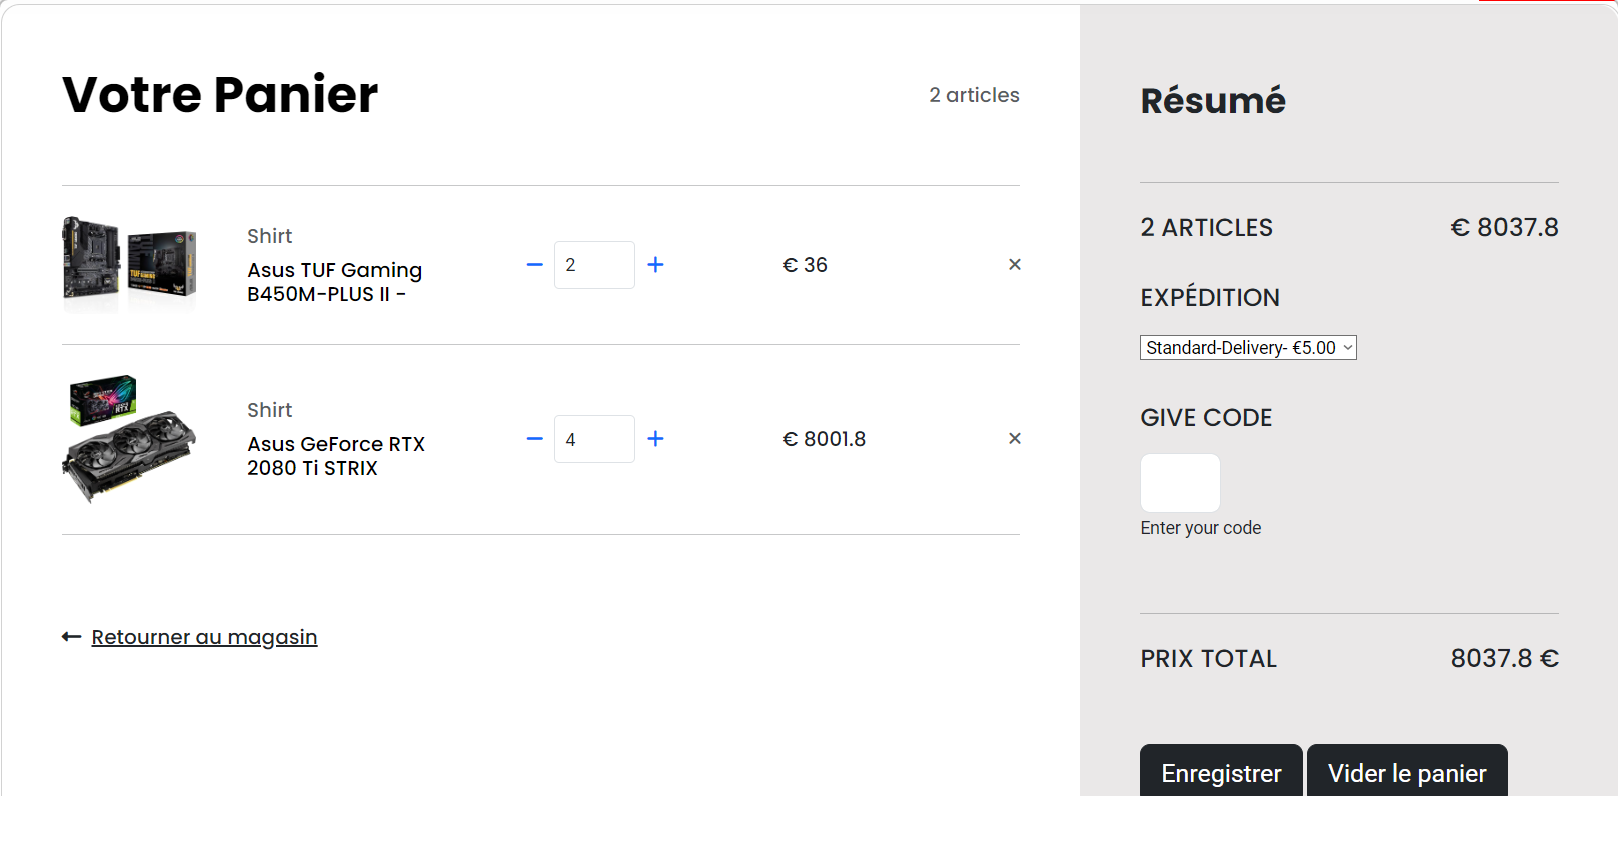 Votre Panier
2 articles
Shirt
Asus TUF Gaming
B450M-PLUS II -
2
€ 36
×
Shirt
Asus GeForce RTX
2080 Ti STRIX
4
€ 8001.8
×
Retourner au magasin
Résumé
2 ARTICLES
€ 8037.8
EXPÉDITION
Standard-Delivery- €5.00
GIVE CODE
Enter your code
PRIX TOTAL
8037.8 €
Enregistrer
Vider le panier